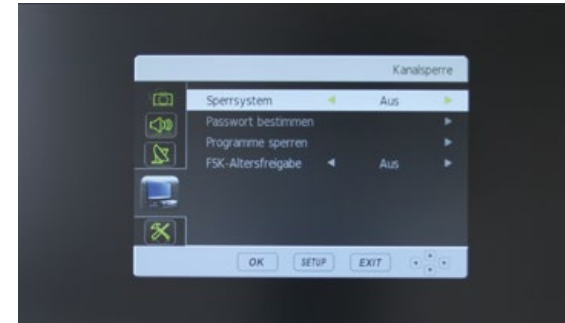 Kanalsperre
Sperrsystem Aus
Passwort bestimmen
Programme sperren
FSK-Altersfreigabe Aus
OK SETUP EXIT